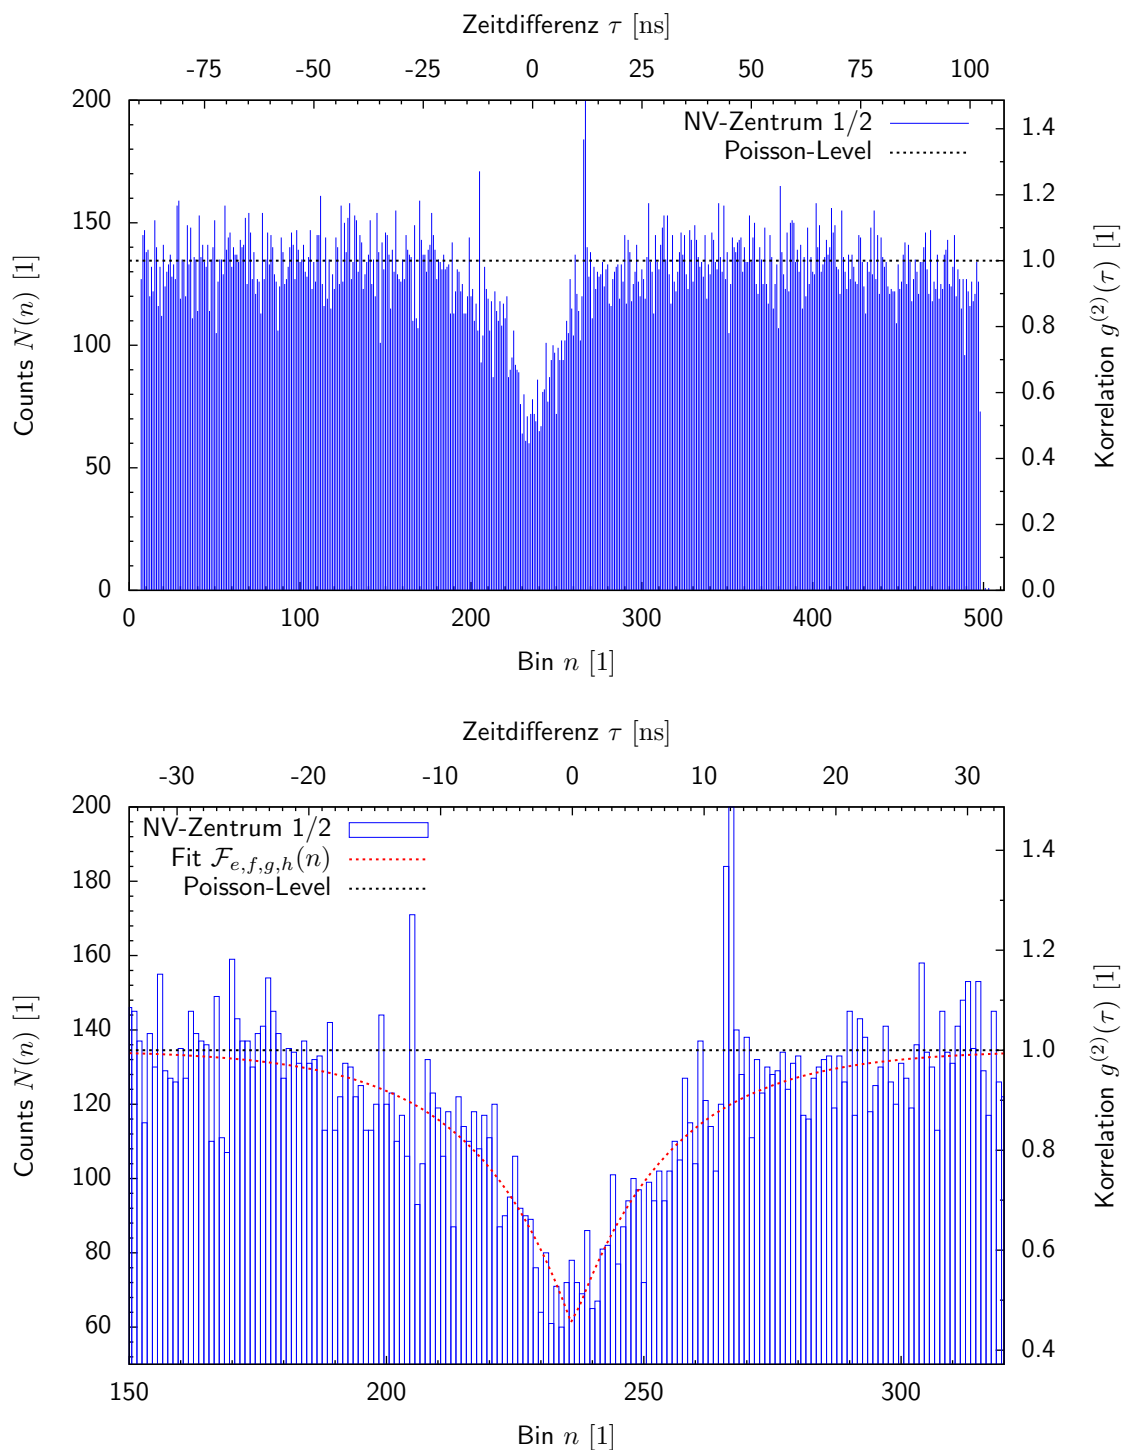 Zeitdifferenz τ [ns]
-75 -50 -25 0 25 50 75 100
200 150 100 50 0
Counts N(n) [1]
NV-Zentrum 1/2
Poisson-Level
1.4 1.2 1.0 0.8 0.6 0.4 0.2 0.0
Korrelation g^{(2)}(τ) [1]
0 100 200 300 400 500
Bin n [1]
Zeitdifferenz τ [ns]
-30 -20 -10 0 10 20 30
200 180 160 140 120 100 80 60
Counts N(n) [1]
NV-Zentrum 1/2
Fit ℱ_{e,f,g,h}(n)
Poisson-Level
1.4 1.2 1.0 0.8 0.6 0.4
Korrelation g^{(2)}(τ) [1]
150 200 250 300
Bin n [1]